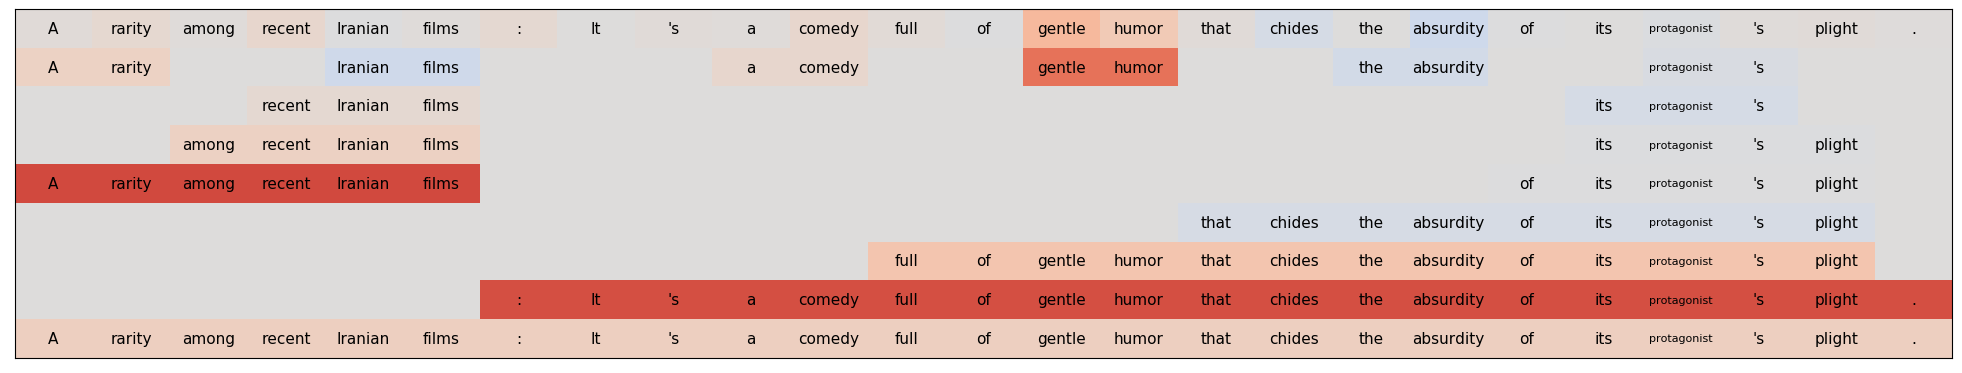 A rarity among recent Iranian films : It 's a comedy full of gentle humor that chides the absurdity of its protagonist 's plight .
A rarity Iranian films a comedy gentle humor the absurdity protagonist 's
recent Iranian films its protagonist 's
among recent Iranian films its protagonist 's plight
A rarity among recent Iranian films of its protagonist 's plight
that chides the absurdity of its protagonist 's plight
full of gentle humor that chides the absurdity of its protagonist 's plight
: It 's a comedy full of gentle humor that chides the absurdity of its protagonist 's plight .
A rarity among recent Iranian films : It 's a comedy full of gentle humor that chides the absurdity of its protagonist 's plight .